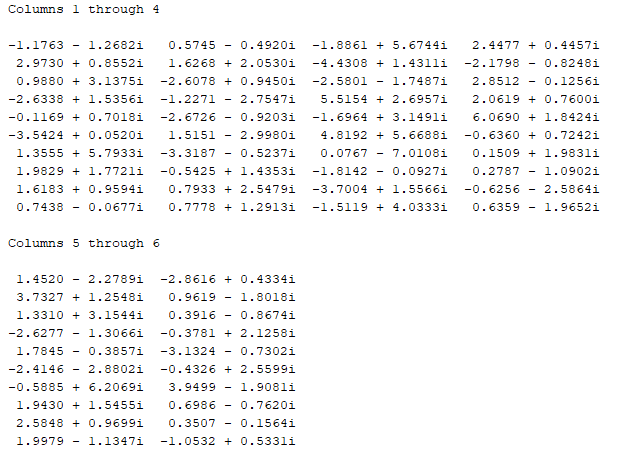 Columns 1 through 4
-1.1763 - 1.2682i 0.5745 - 0.4920i -1.8861 + 5.6744i 2.4477 + 0.4457i
2.9730 + 0.8552i 1.6268 + 2.0530i -4.4308 + 1.4311i -2.1798 - 0.8248i
0.9880 + 3.1375i -2.6078 + 0.9450i -2.5801 - 1.7487i 2.8512 - 0.1256i
-2.6338 + 1.5356i -1.2271 - 2.7547i 5.5154 + 2.6957i 2.0619 + 0.7600i
-0.1169 + 0.7018i -2.6726 - 0.9203i -1.6964 + 3.1491i 6.0690 + 1.8424i
-3.5424 + 0.0520i 1.5151 - 2.9980i 4.8192 + 5.6688i -0.6360 + 0.7242i
1.3555 + 5.7933i -3.3187 - 0.5237i 0.0767 - 7.0108i 0.1509 + 1.9831i
1.9829 + 1.7721i -0.5425 + 1.4353i -1.8142 - 0.0927i 0.2787 - 1.0902i
1.6183 + 0.9594i 0.7933 + 2.5479i -3.7004 + 1.5566i -0.6256 - 2.5864i
0.7438 - 0.0677i 0.7778 + 1.2913i -1.5119 + 4.0333i 0.6359 - 1.9652i
Columns 5 through 6
1.4520 - 2.2789i -2.8616 + 0.4334i
3.7327 + 1.2548i 0.9619 - 1.8018i
1.3310 + 3.1544i 0.3916 - 0.8674i
-2.6277 - 1.3066i -0.3781 + 2.1258i
1.7845 - 0.3857i -3.1324 - 0.7302i
-2.4146 - 2.8802i -0.4326 + 2.5599i
-0.5885 + 6.2069i 3.9499 - 1.9081i
1.9430 + 1.5455i 0.6986 - 0.7620i
2.5848 + 0.9699i 0.3507 - 0.1564i
1.9979 - 1.1347i -1.0532 + 0.5331i